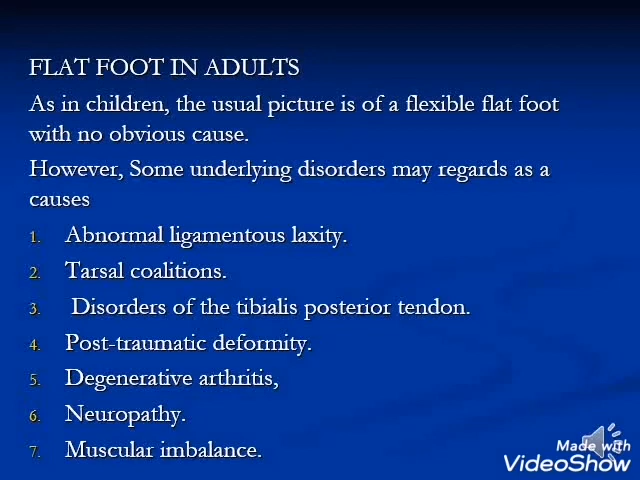 FLAT FOOT IN ADULTS
As in children, the usual picture is of a flexible flat foot
with no obvious cause.
However, Some underlying disorders may regards as a
causes
1. Abnormal ligamentous laxity.
2. Tarsal coalitions.
3. Disorders of the tibialis posterior tendon.
4. Post-traumatic deformity.
5. Degenerative arthritis,
6. Neuropathy.
7. Muscular imbalance.
Made with
VideoShow